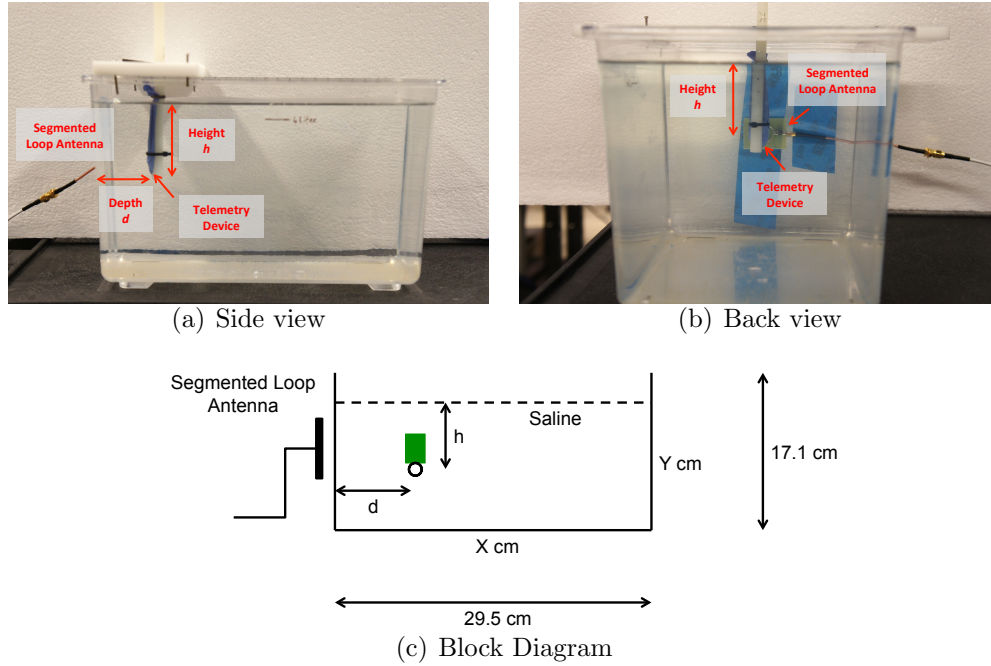 Segmented
Loop Antenna
Height
h
Depth
d
Telemetry
Device
(a) Side view
Height
h
Segmented
Loop Antenna
Telemetry
Device
(b) Back view
Segmented Loop
Antenna
Saline
h
d
Y cm
17.1 cm
X cm
29.5 cm
(c) Block Diagram